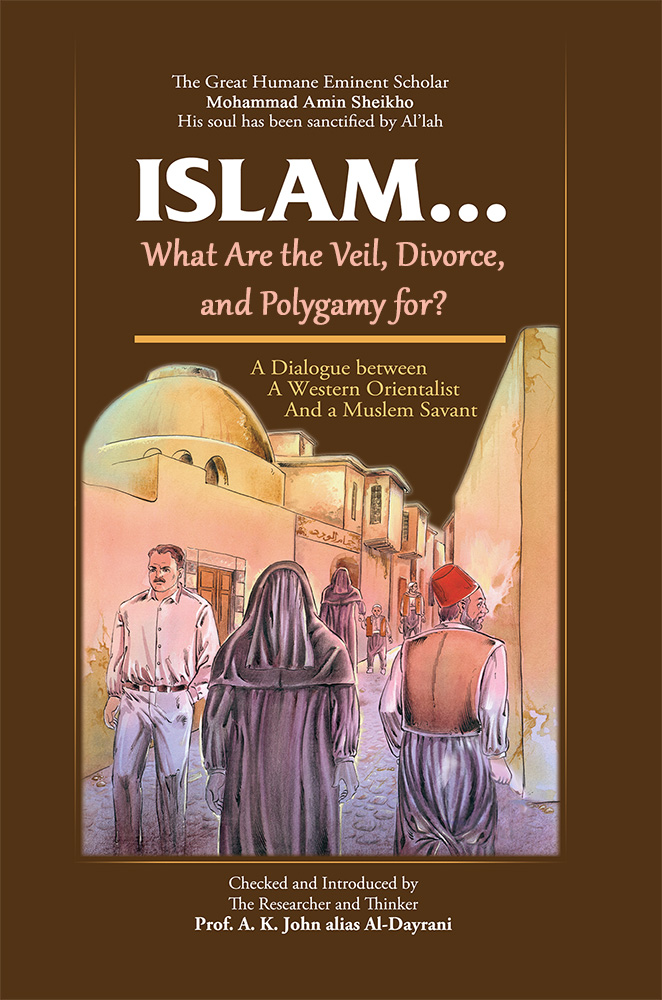 The Great Humane Eminent Scholar
Mohammad Amin Sheikho
His soul has been sanctified by Al'lah
ISLAM...
What Are the Veil, Divorce,
and Polygamy for?
A Dialogue between
A Western Orientalist
And a Muslem Savant
جامع الورد
Checked and Introduced by
The Researcher and Thinker
Prof. A. K. John alias Al-Dayrani